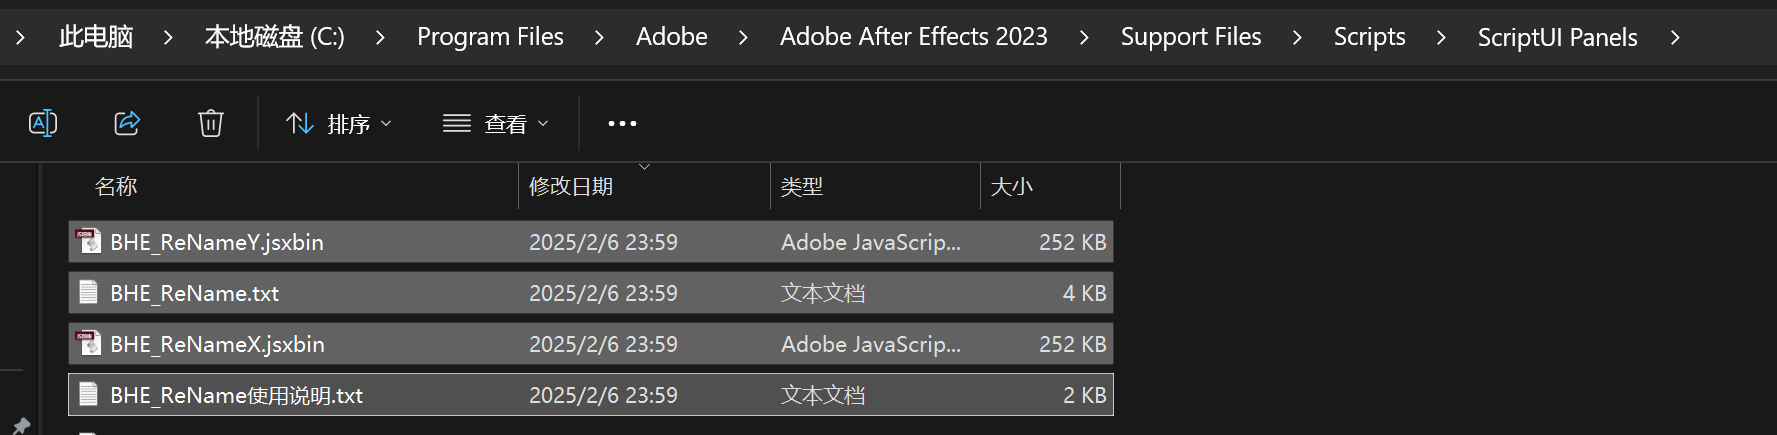 此电脑 > 本地磁盘 (C:) > Program Files > Adobe > Adobe After Effects 2023 > Support Files > Scripts > ScriptUI Panels >
排序 查看
名称 修改日期 类型 大小
BHE_ReNameY.jsxbin 2025/2/6 23:59 Adobe JavaScrip... 252 KB
BHE_ReName.txt 2025/2/6 23:59 文本文档 4 KB
BHE_ReNameX.jsxbin 2025/2/6 23:59 Adobe JavaScrip... 252 KB
BHE_ReName使用说明.txt 2025/2/6 23:59 文本文档 2 KB